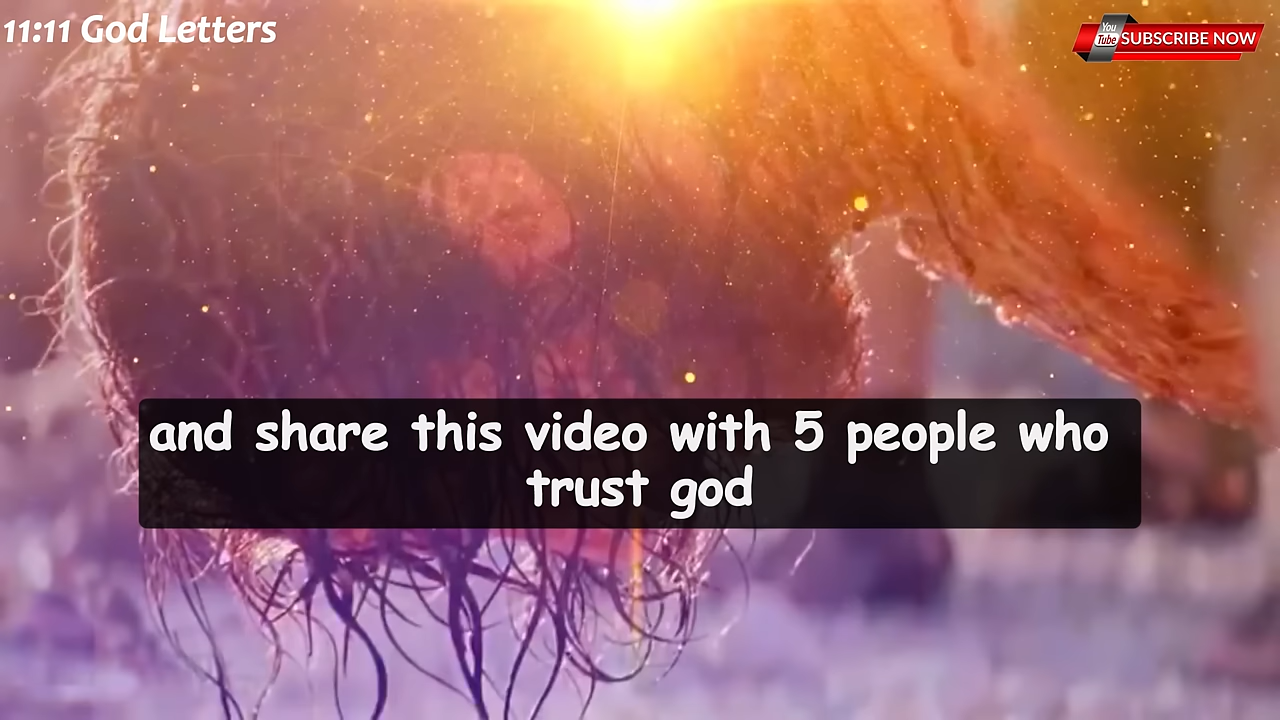 11:11 God Letters
You
Tube
SUBSCRIBE NOW
and share this video with 5 people who
trust god